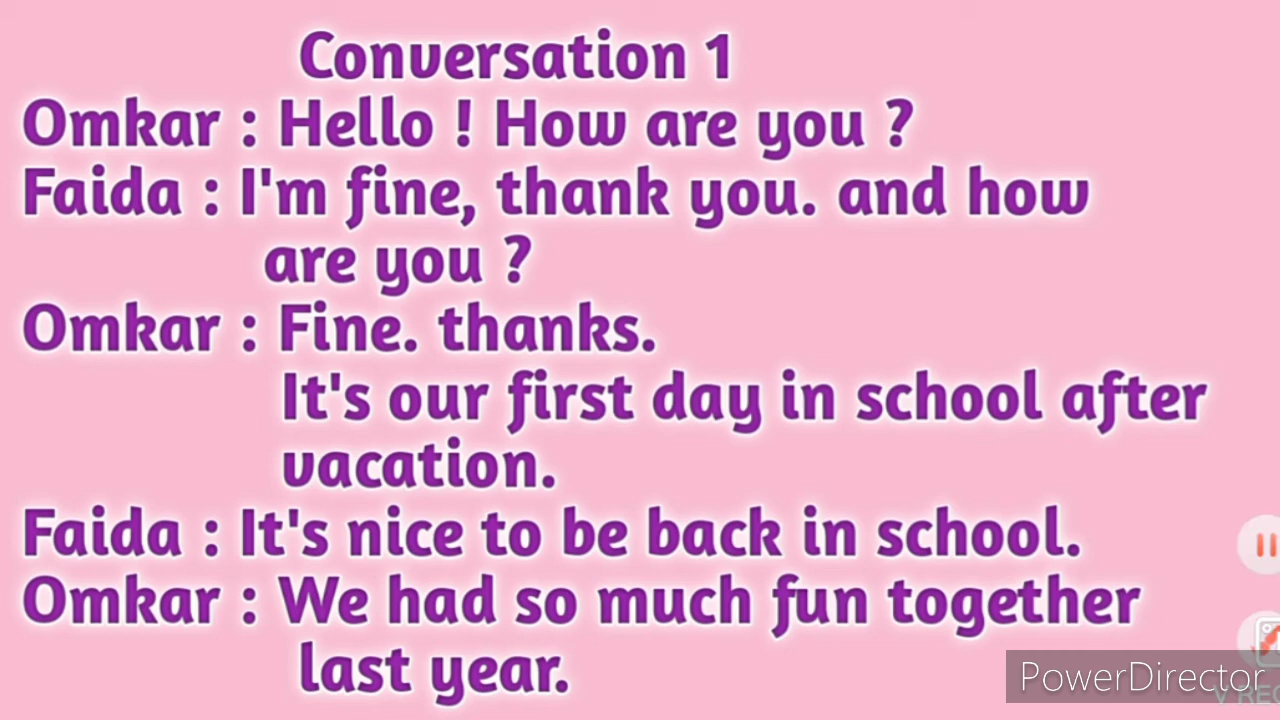 Conversation 1
Omkar : Hello ! How are you ?
Faida : I'm fine, thank you. and how
are you ?
Omkar : Fine. thanks.
It's our first day in school after
vacation.
Faida : It's nice to be back in school.
Omkar : We had so much fun together
last year.
PowerDirector